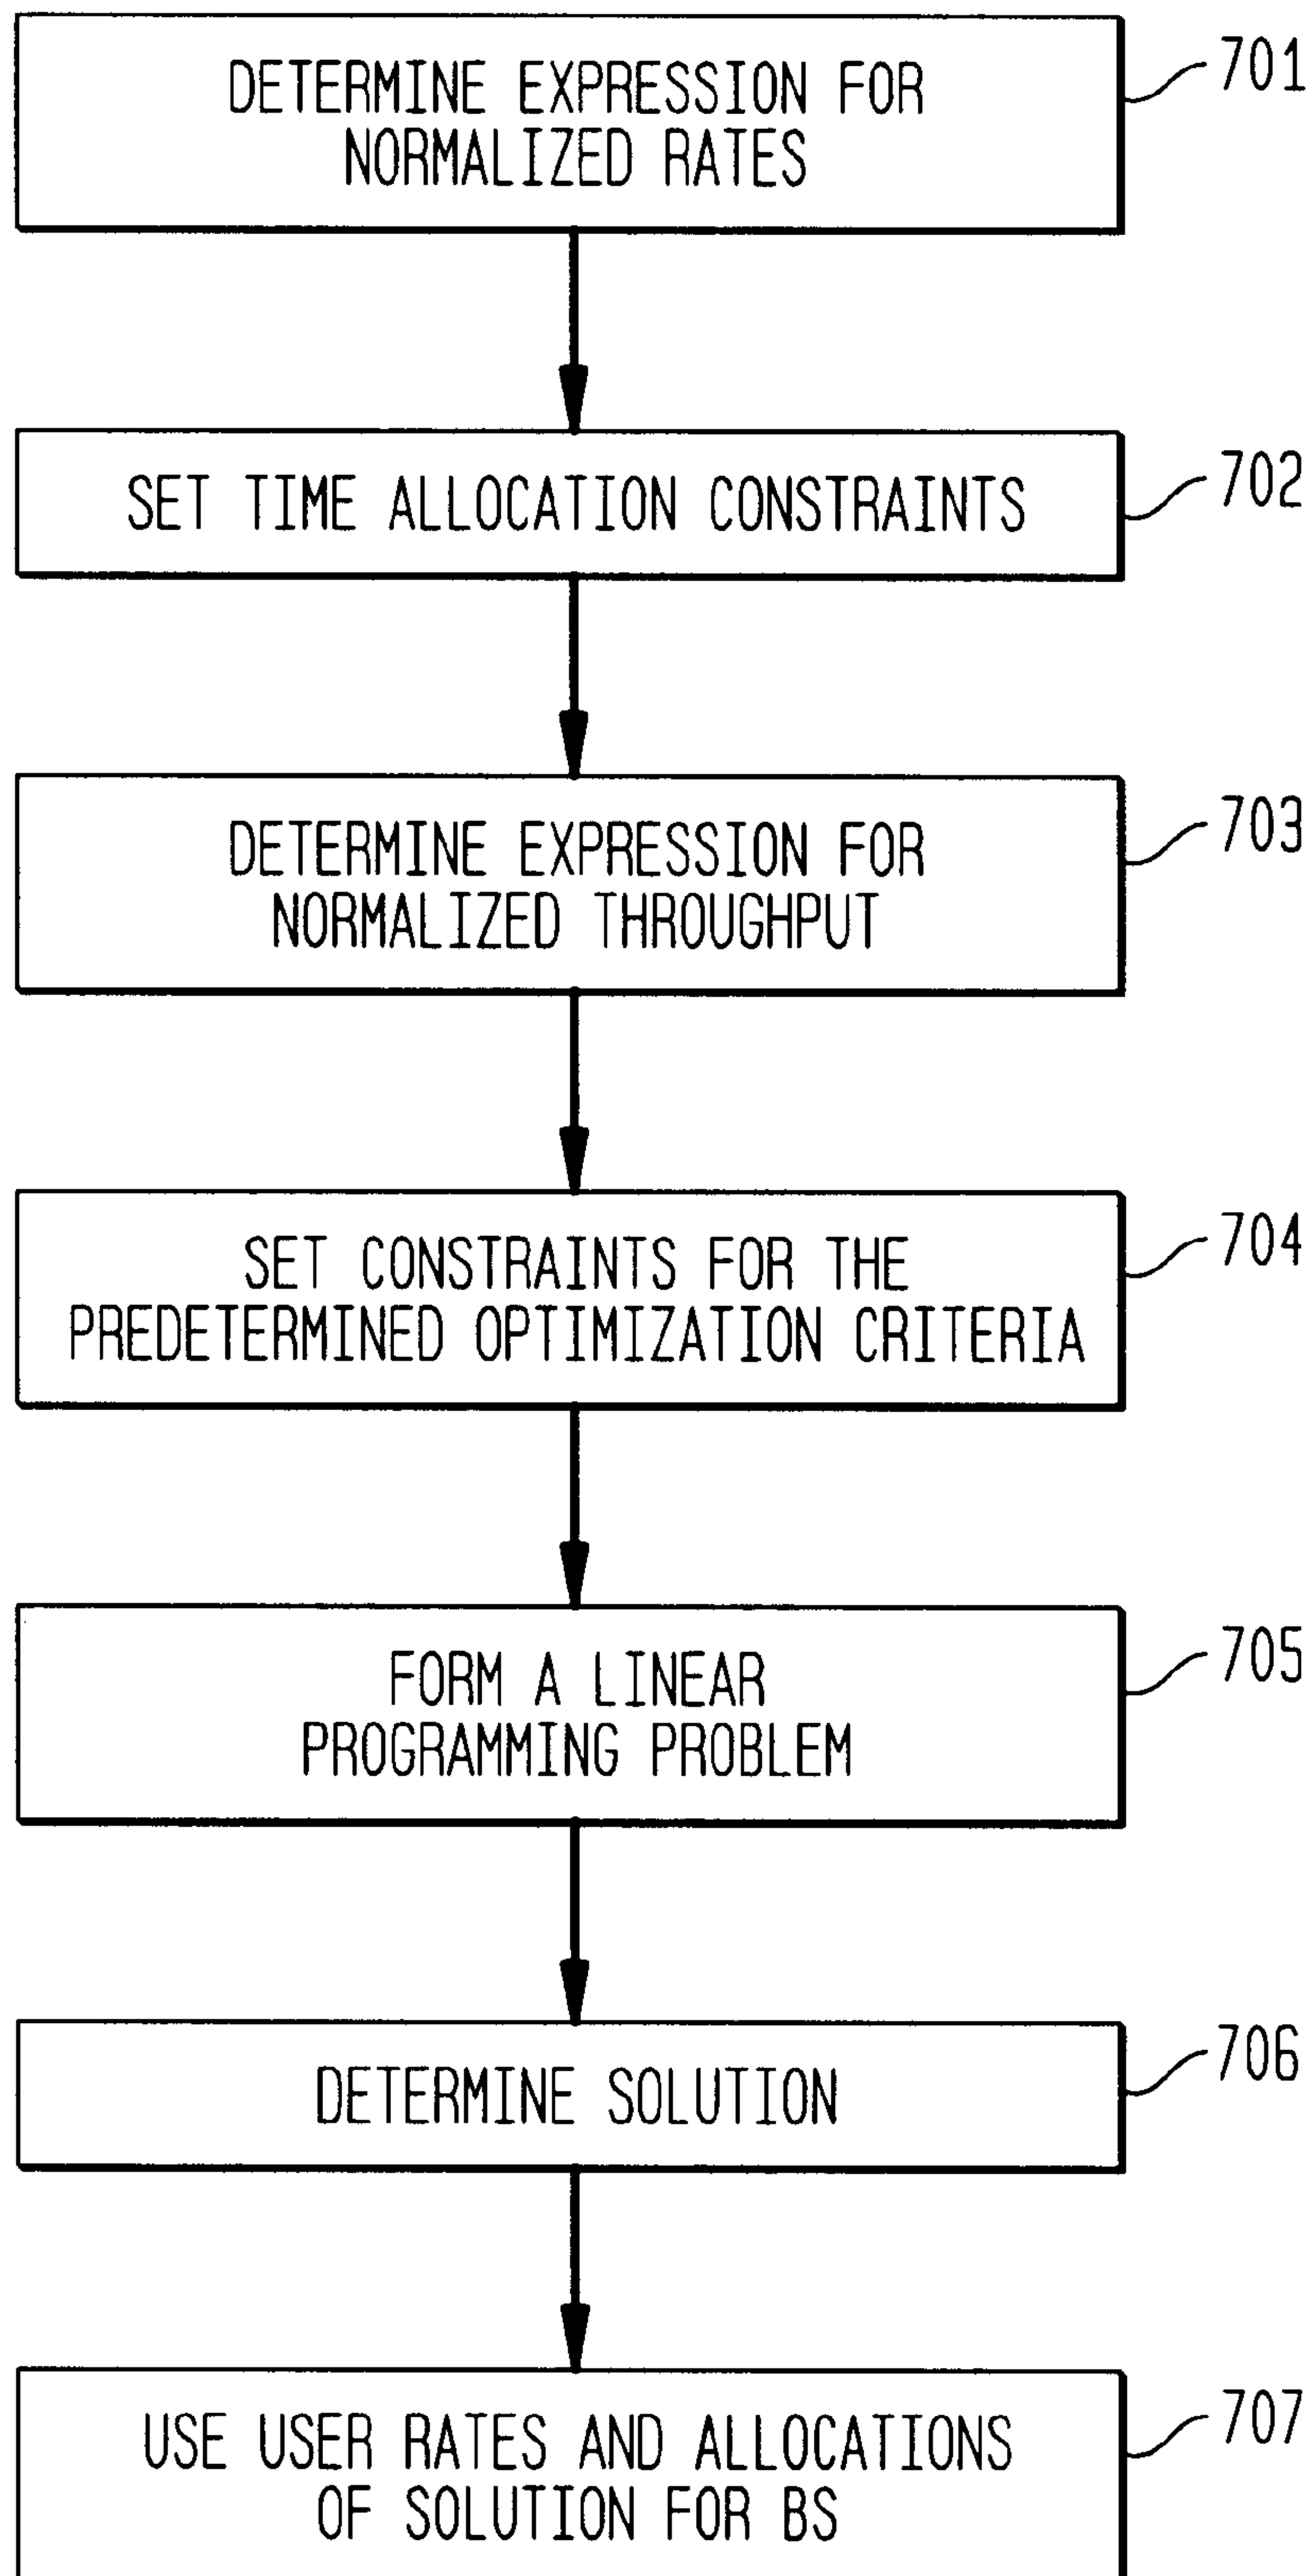 DETERMINE EXPRESSION FOR
NORMALIZED RATES
701
SET TIME ALLOCATION CONSTRAINTS
702
DETERMINE EXPRESSION FOR
NORMALIZED THROUGHPUT
703
SET CONSTRAINTS FOR THE
PREDETERMINED OPTIMIZATION CRITERIA
704
FORM A LINEAR
PROGRAMMING PROBLEM
705
DETERMINE SOLUTION
706
USE USER RATES AND ALLOCATIONS
OF SOLUTION FOR BS
707